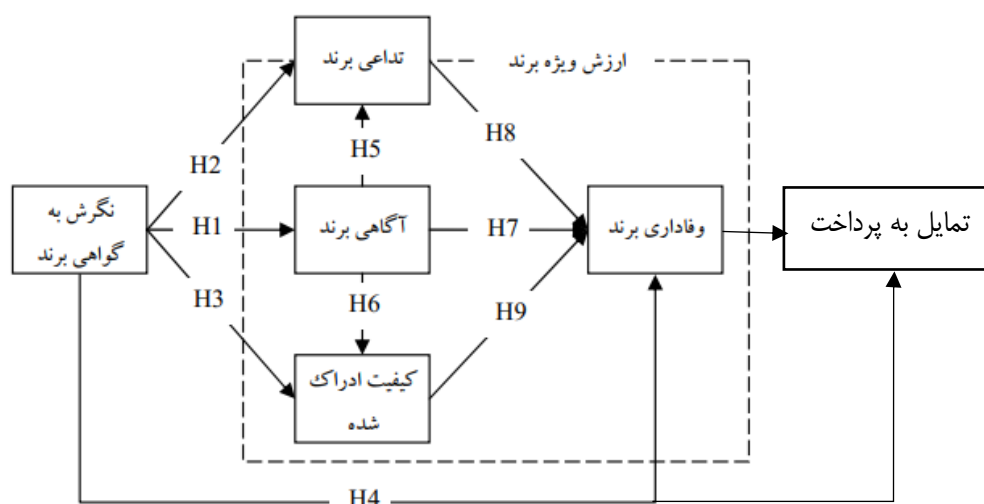 تداعی برند
ارزش ویژه برند
H8
H5
H2
نگرش به
گواهی برند
H1
آگاهی برند
H7
وفاداری برند
تمایل به پرداخت
H3
H6
H9
کیفیت ادراک
شده
H4